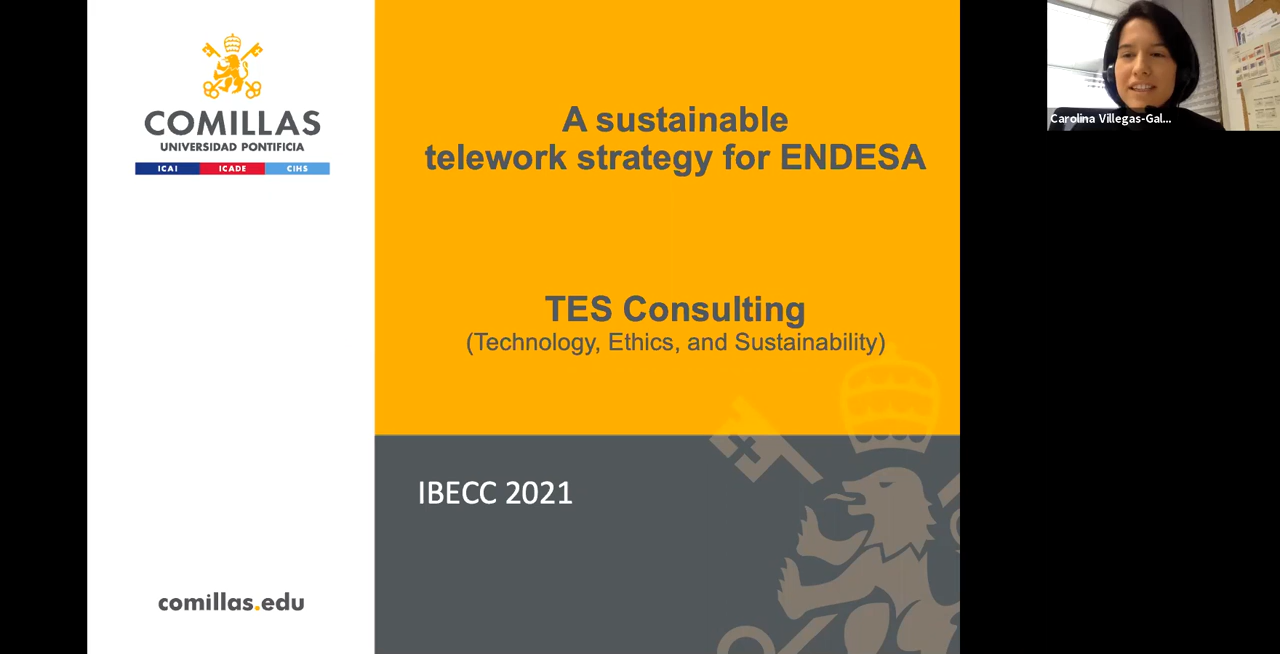 COMILLAS
UNIVERSIDAD PONTIFICIA
ICAI ICADE CIHS
A sustainable
telework strategy for ENDESA
TES Consulting
(Technology, Ethics, and Sustainability)
IBECC 2021
comillas.edu
Carolina Villegas-Gal...